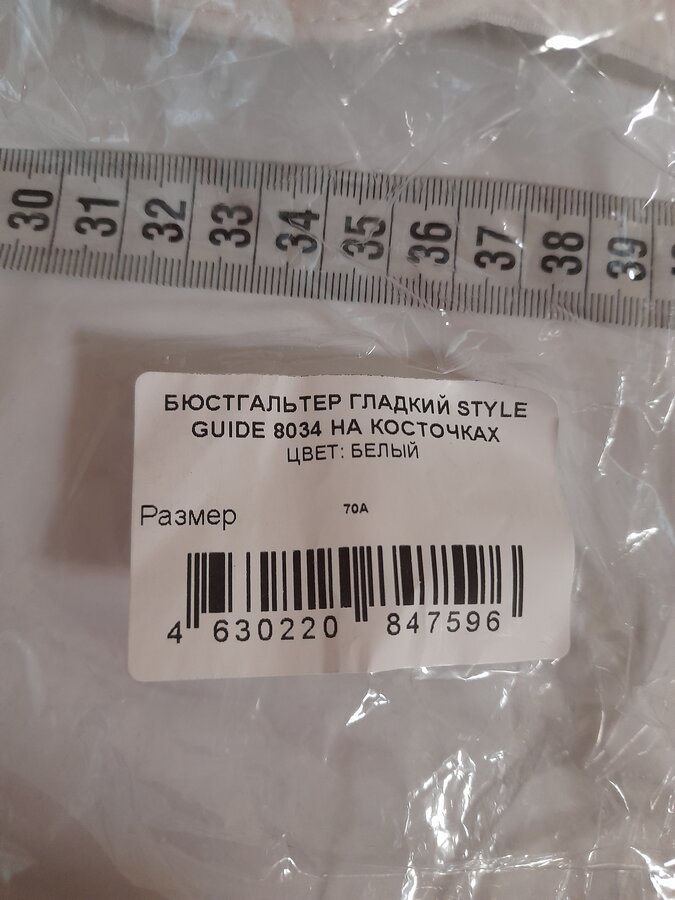 30 31 32 33 34 35 36 37 38 39
БЮСТГАЛЬТЕР ГЛАДКИЙ STYLE
GUIDE 8034 НА КОСТОЧКАХ
ЦВЕТ: БЕЛЫЙ
Размер 70A
4 630220 847596